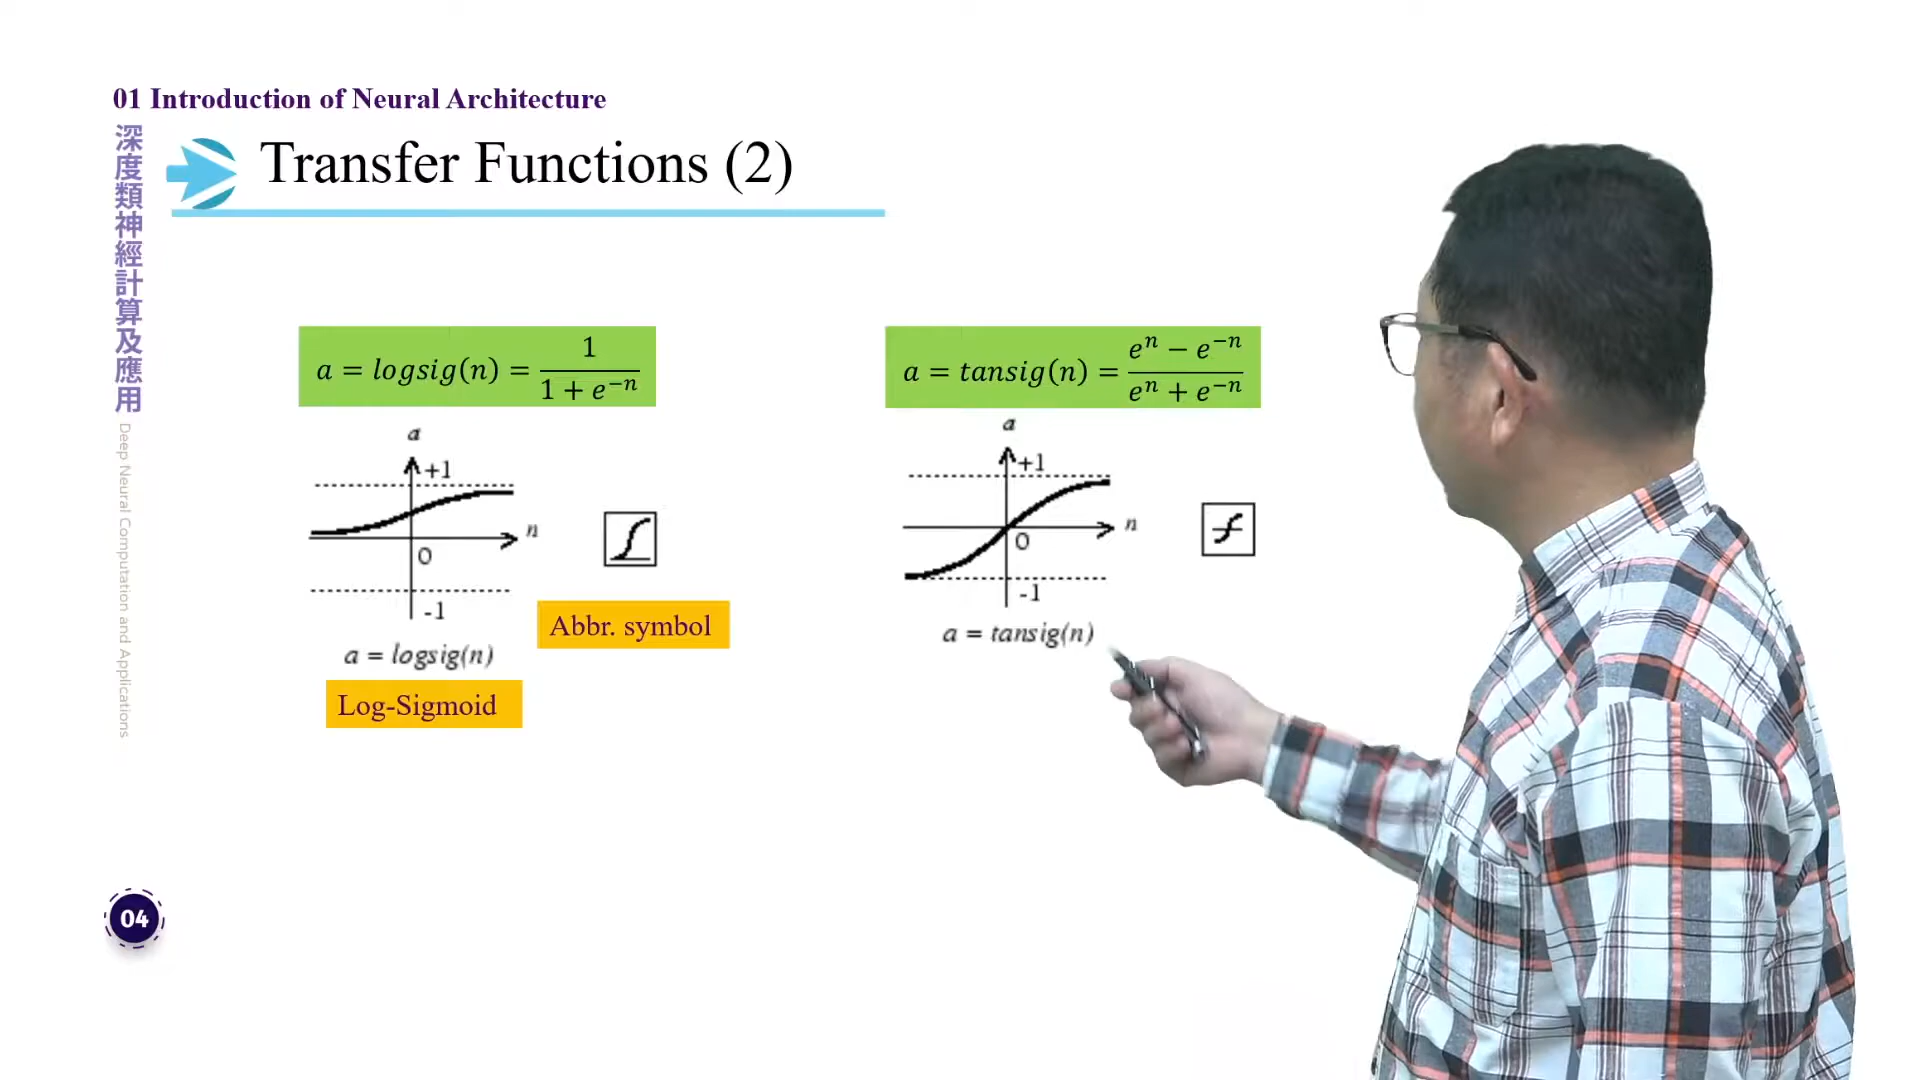 01 Introduction of Neural Architecture
深度類神經計算及應用
Deep Neural Computation and Applications
Transfer Functions (2)
a = logsig(n) = 1 / (1 + e^{-n})
a
+1
n
0
-1
a = logsig(n)
Abbr. symbol
Log-Sigmoid
a = tansig(n) = (e^n − e^{-n}) / (e^n + e^{-n})
a
+1
n
0
-1
a = tansig(n)
04